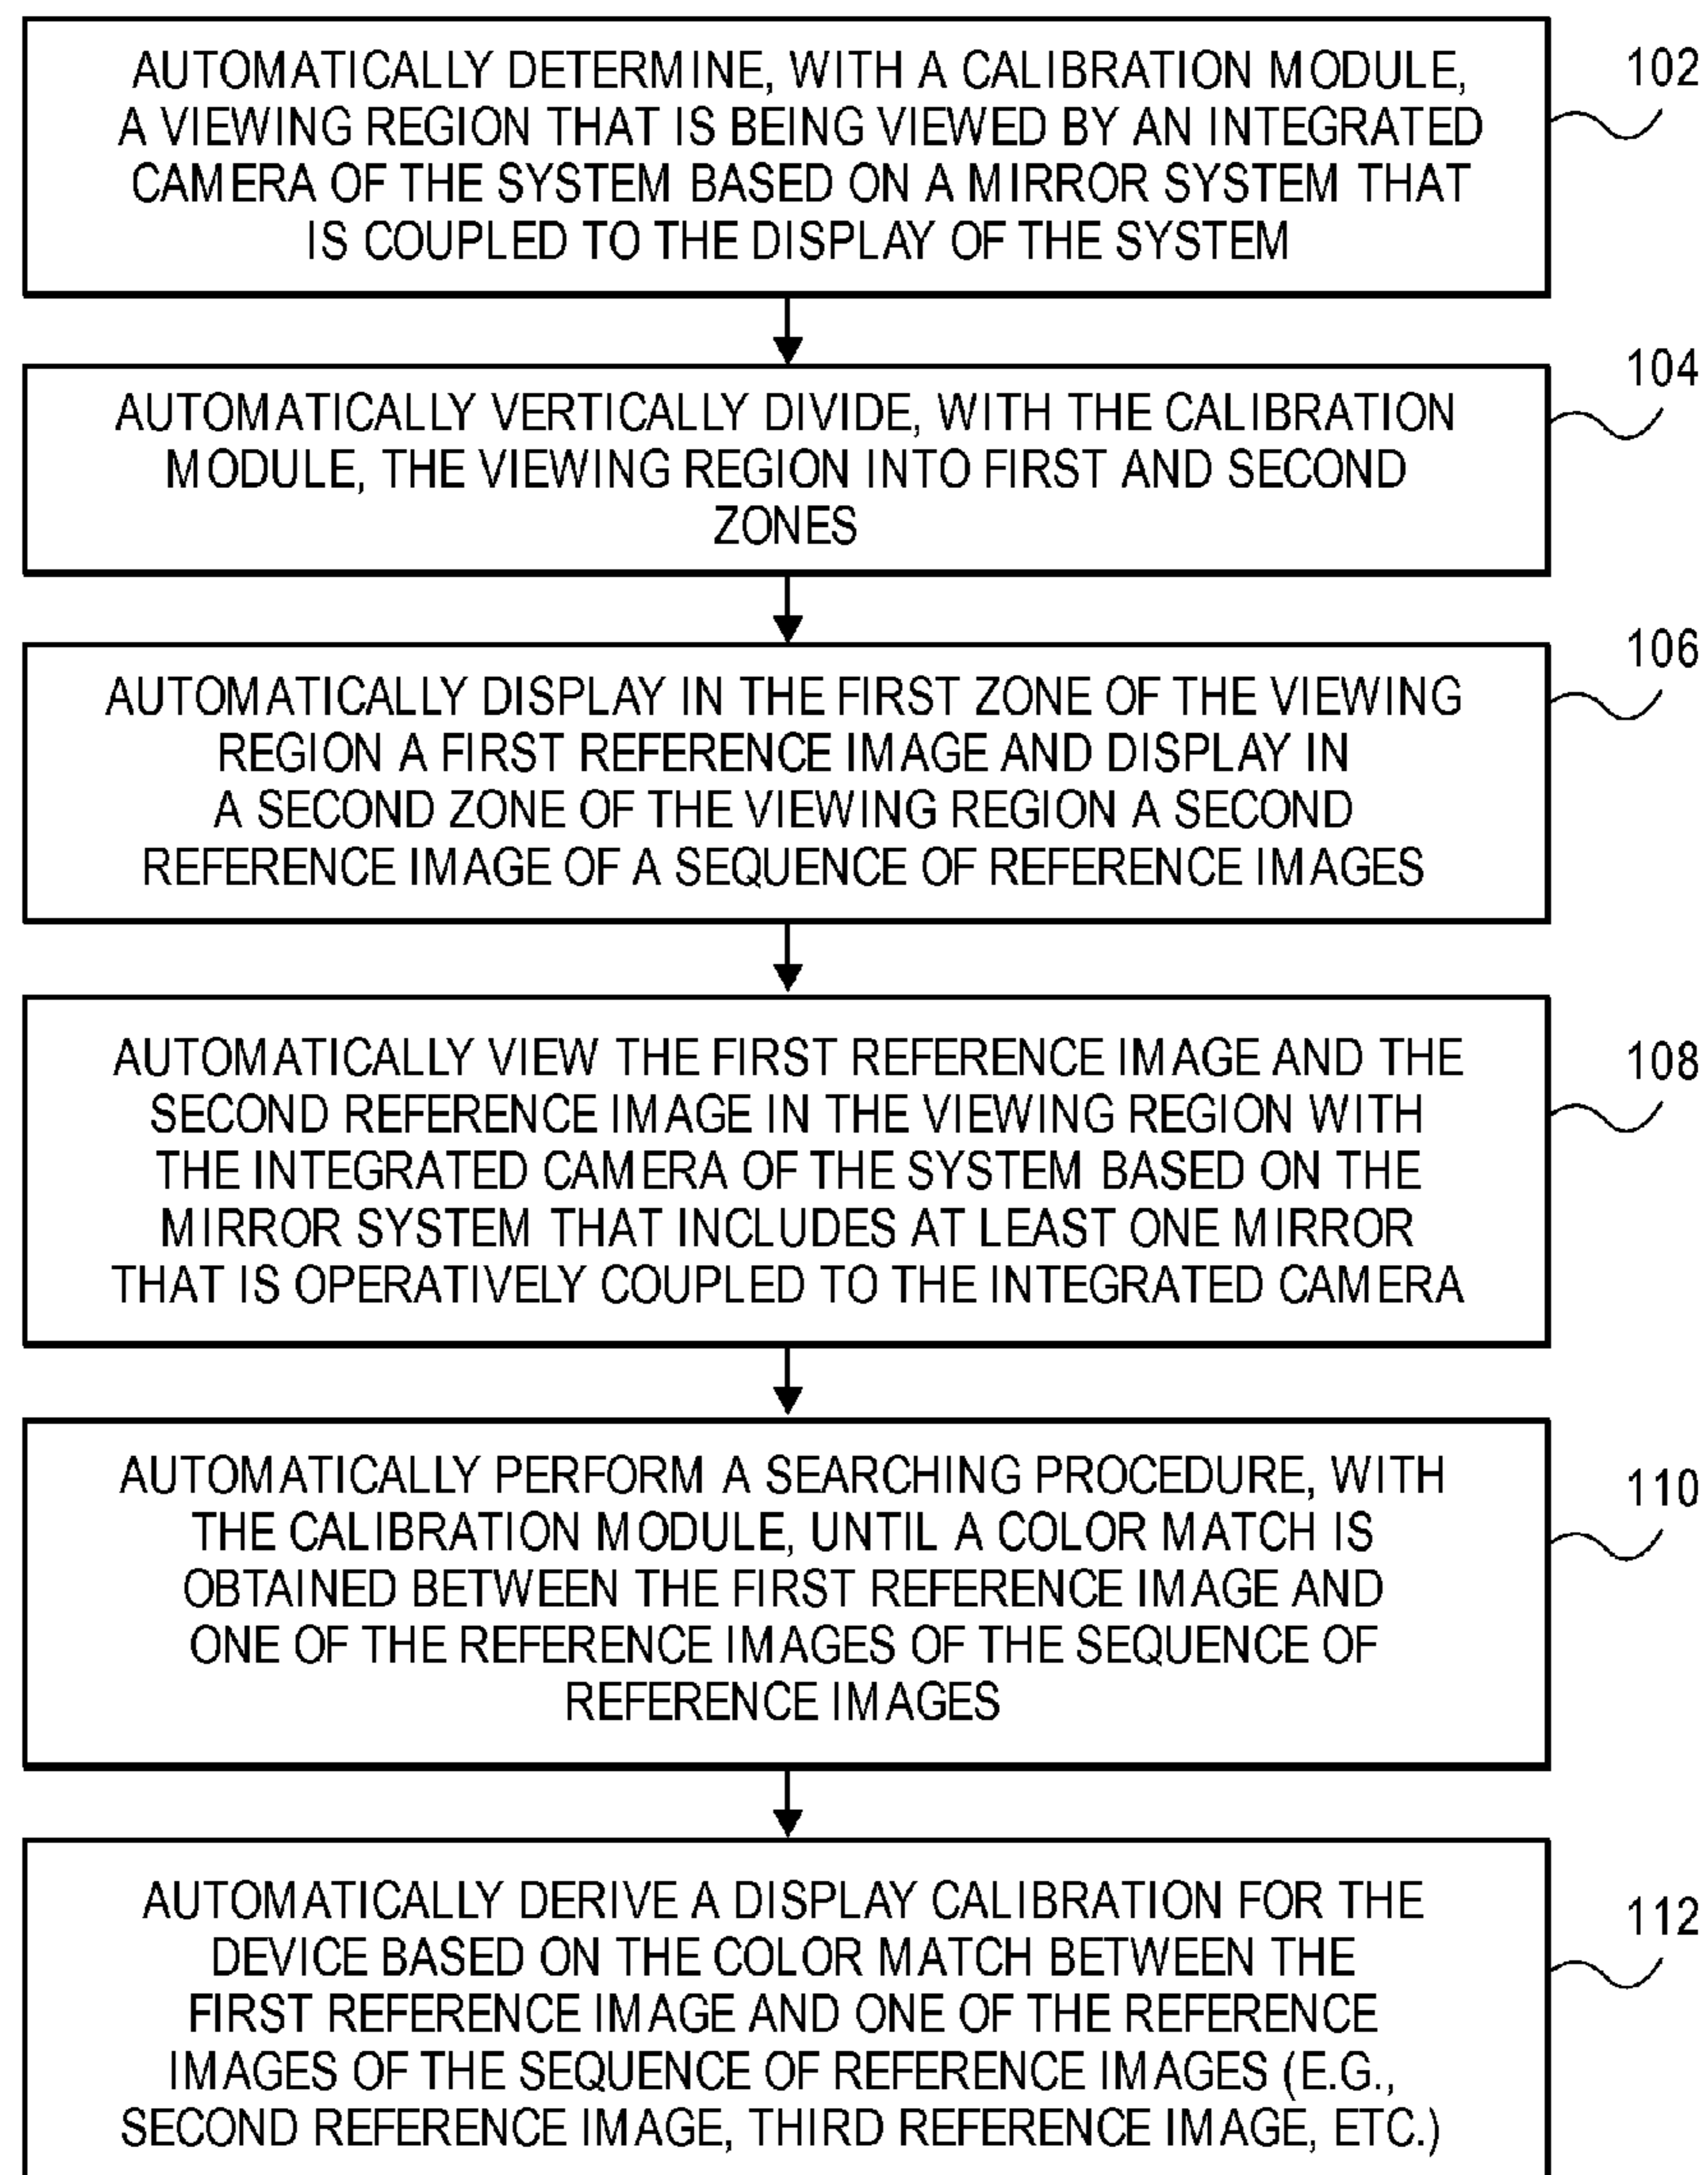 AUTOMATICALLY DETERMINE, WITH A CALIBRATION MODULE,
A VIEWING REGION THAT IS BEING VIEWED BY AN INTEGRATED
CAMERA OF THE SYSTEM BASED ON A MIRROR SYSTEM THAT
IS COUPLED TO THE DISPLAY OF THE SYSTEM
102
AUTOMATICALLY VERTICALLY DIVIDE, WITH THE CALIBRATION
MODULE, THE VIEWING REGION INTO FIRST AND SECOND
ZONES
104
AUTOMATICALLY DISPLAY IN THE FIRST ZONE OF THE VIEWING
REGION A FIRST REFERENCE IMAGE AND DISPLAY IN
A SECOND ZONE OF THE VIEWING REGION A SECOND
REFERENCE IMAGE OF A SEQUENCE OF REFERENCE IMAGES
106
AUTOMATICALLY VIEW THE FIRST REFERENCE IMAGE AND THE
SECOND REFERENCE IMAGE IN THE VIEWING REGION WITH
THE INTEGRATED CAMERA OF THE SYSTEM BASED ON THE
MIRROR SYSTEM THAT INCLUDES AT LEAST ONE MIRROR
THAT IS OPERATIVELY COUPLED TO THE INTEGRATED CAMERA
108
AUTOMATICALLY PERFORM A SEARCHING PROCEDURE, WITH
THE CALIBRATION MODULE, UNTIL A COLOR MATCH IS
OBTAINED BETWEEN THE FIRST REFERENCE IMAGE AND
ONE OF THE REFERENCE IMAGES OF THE SEQUENCE OF
REFERENCE IMAGES
110
AUTOMATICALLY DERIVE A DISPLAY CALIBRATION FOR THE
DEVICE BASED ON THE COLOR MATCH BETWEEN THE
FIRST REFERENCE IMAGE AND ONE OF THE REFERENCE
IMAGES OF THE SEQUENCE OF REFERENCE IMAGES (E.G.,
SECOND REFERENCE IMAGE, THIRD REFERENCE IMAGE, ETC.)
112